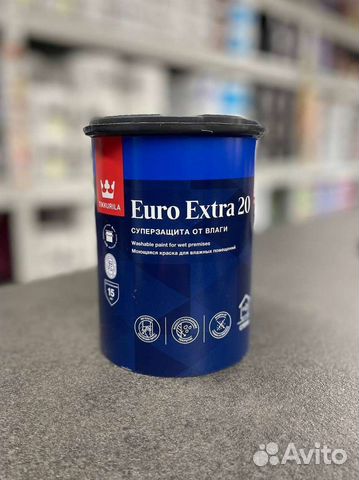 TIKKURILA
Euro Extra 20
СУПЕРЗАЩИТА ОТ ВЛАГИ
Washable paint for wet premises
Моющаяся краска для влажных помещений
15
Avito